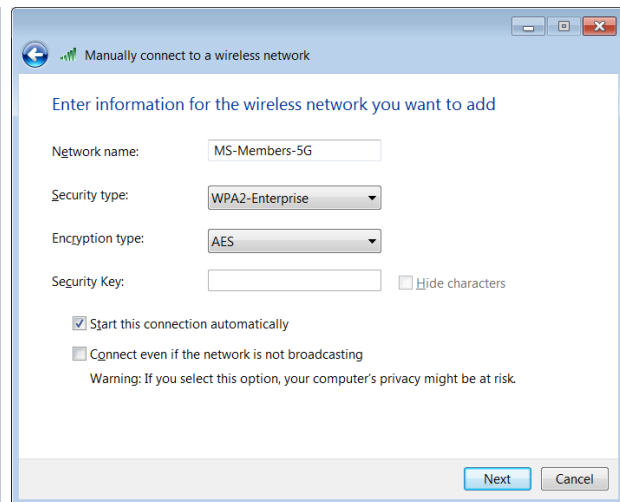 Manually connect to a wireless network
Enter information for the wireless network you want to add
Network name: MS-Members-5G
Security type: WPA2-Enterprise
Encryption type: AES
Security Key: Hide characters
Start this connection automatically
Connect even if the network is not broadcasting
Warning: If you select this option, your computer's privacy might be at risk.
Next Cancel